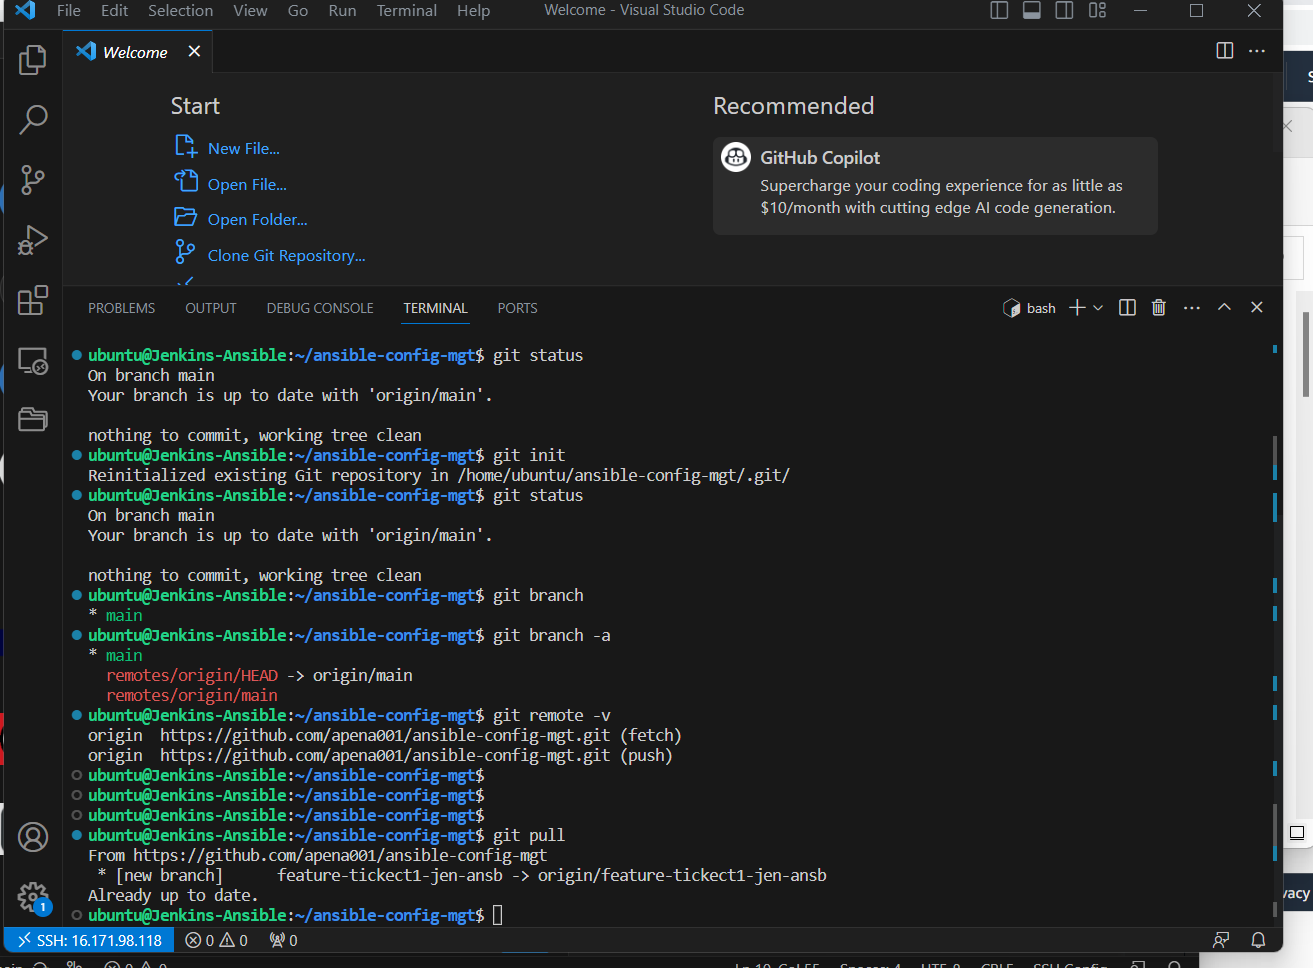 File Edit Selection View Go Run Terminal Help Welcome - Visual Studio Code
Welcome
Start
New File...
Open File...
Open Folder...
Clone Git Repository...
Recommended
GitHub Copilot
Supercharge your coding experience for as little as
$10/month with cutting edge AI code generation.
PROBLEMS OUTPUT DEBUG CONSOLE TERMINAL PORTS bash
ubuntu@Jenkins-Ansible:~/ansible-config-mgt$ git status
On branch main
Your branch is up to date with 'origin/main'.
nothing to commit, working tree clean
ubuntu@Jenkins-Ansible:~/ansible-config-mgt$ git init
Reinitialized existing Git repository in /home/ubuntu/ansible-config-mgt/.git/
ubuntu@Jenkins-Ansible:~/ansible-config-mgt$ git status
On branch main
Your branch is up to date with 'origin/main'.
nothing to commit, working tree clean
ubuntu@Jenkins-Ansible:~/ansible-config-mgt$ git branch
* main
ubuntu@Jenkins-Ansible:~/ansible-config-mgt$ git branch -a
* main
remotes/origin/HEAD -> origin/main
remotes/origin/main
ubuntu@Jenkins-Ansible:~/ansible-config-mgt$ git remote -v
origin https://github.com/apena001/ansible-config-mgt.git (fetch)
origin https://github.com/apena001/ansible-config-mgt.git (push)
ubuntu@Jenkins-Ansible:~/ansible-config-mgt$
ubuntu@Jenkins-Ansible:~/ansible-config-mgt$
ubuntu@Jenkins-Ansible:~/ansible-config-mgt$
ubuntu@Jenkins-Ansible:~/ansible-config-mgt$ git pull
From https://github.com/apena001/ansible-config-mgt
* [new branch] feature-tickect1-jen-ansb -> origin/feature-tickect1-jen-ansb
Already up to date.
ubuntu@Jenkins-Ansible:~/ansible-config-mgt$
1
SSH: 16.171.98.118 0 0 0